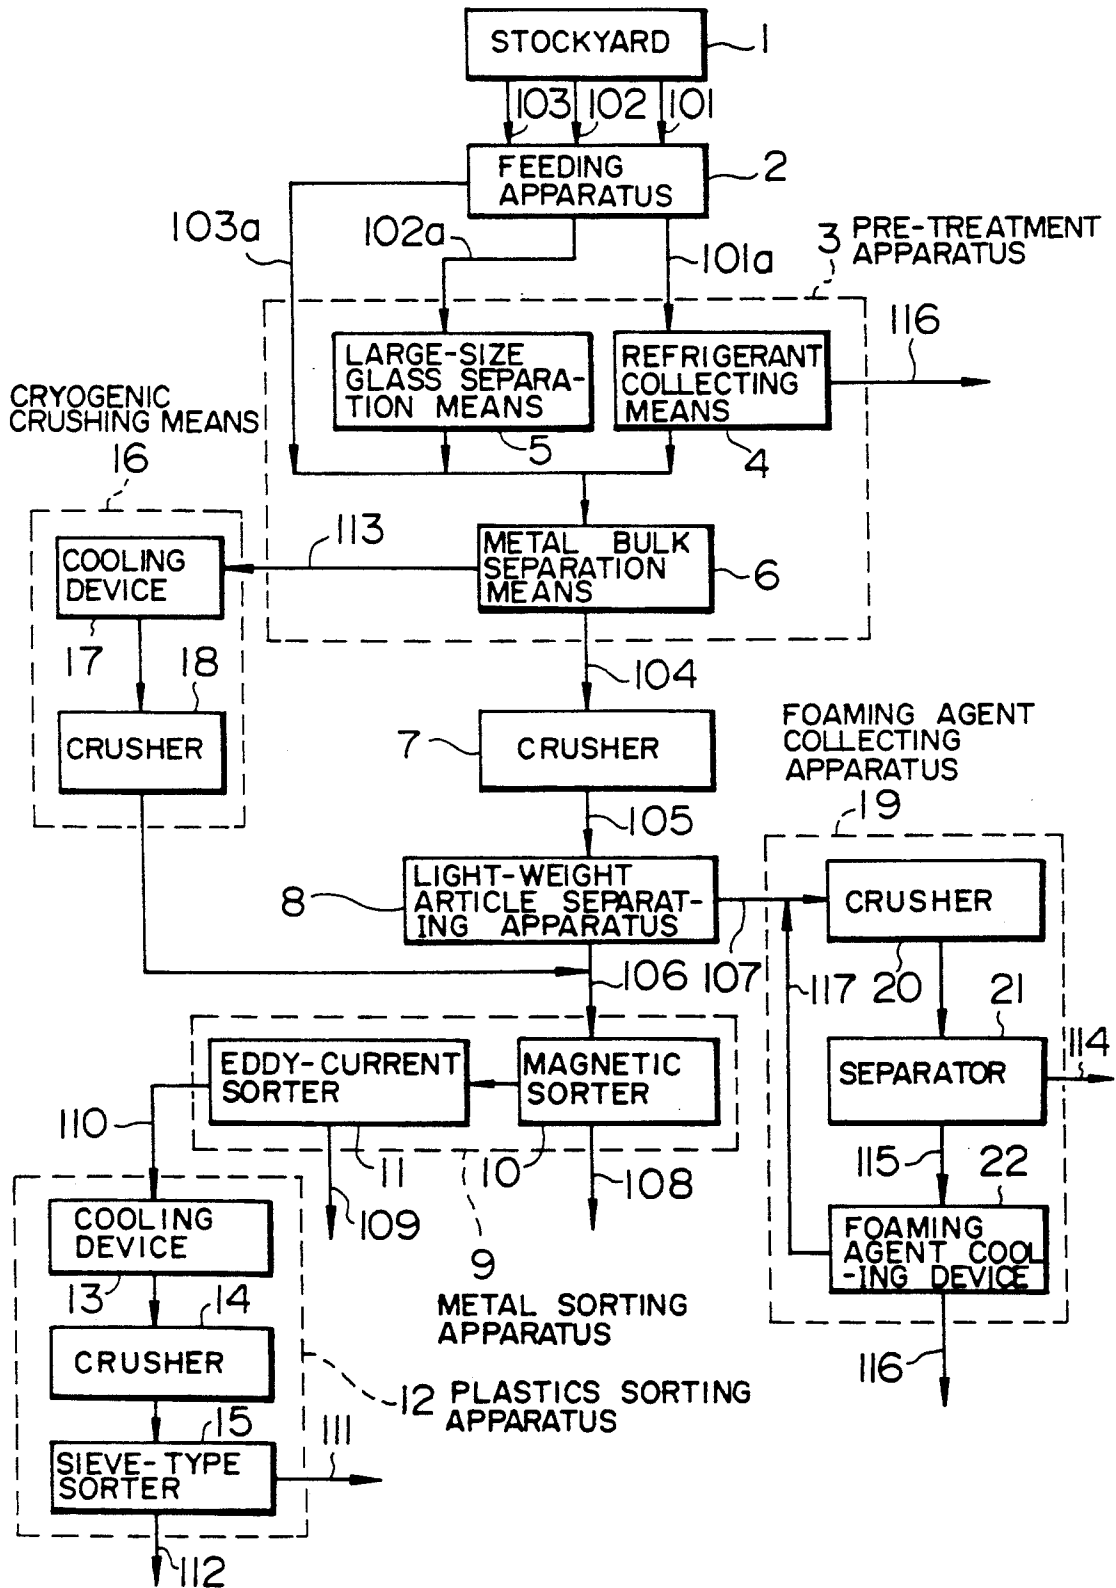 STOCKYARD
1
103
102
101
FEEDING
APPARATUS
2
103a
102a
101a
3 PRE-TREATMENT
APPARATUS
LARGE-SIZE
GLASS SEPARA-
TION MEANS
5
REFRIGERANT
COLLECTING
MEANS
4
116
CRYOGENIC
CRUSHING MEANS
16
COOLING
DEVICE
17
18
CRUSHER
113
METAL BULK
SEPARATION
MEANS
6
104
7
CRUSHER
105
FOAMING AGENT
COLLECTING
APPARATUS
19
8
LIGHT-WEIGHT
ARTICLE SEPARAT-
ING APPARATUS
106
107
117
CRUSHER
20
21
SEPARATOR
114
115
22
FOAMING
AGENT COOL
-ING DEVICE
116
EDDY-CURRENT
SORTER
11
MAGNETIC
SORTER
10
110
109
108
9
METAL SORTING
APPARATUS
COOLING
DEVICE
13
14
CRUSHER
12 PLASTICS SORTING
APPARATUS
15
SIEVE-TYPE
SORTER
111
112